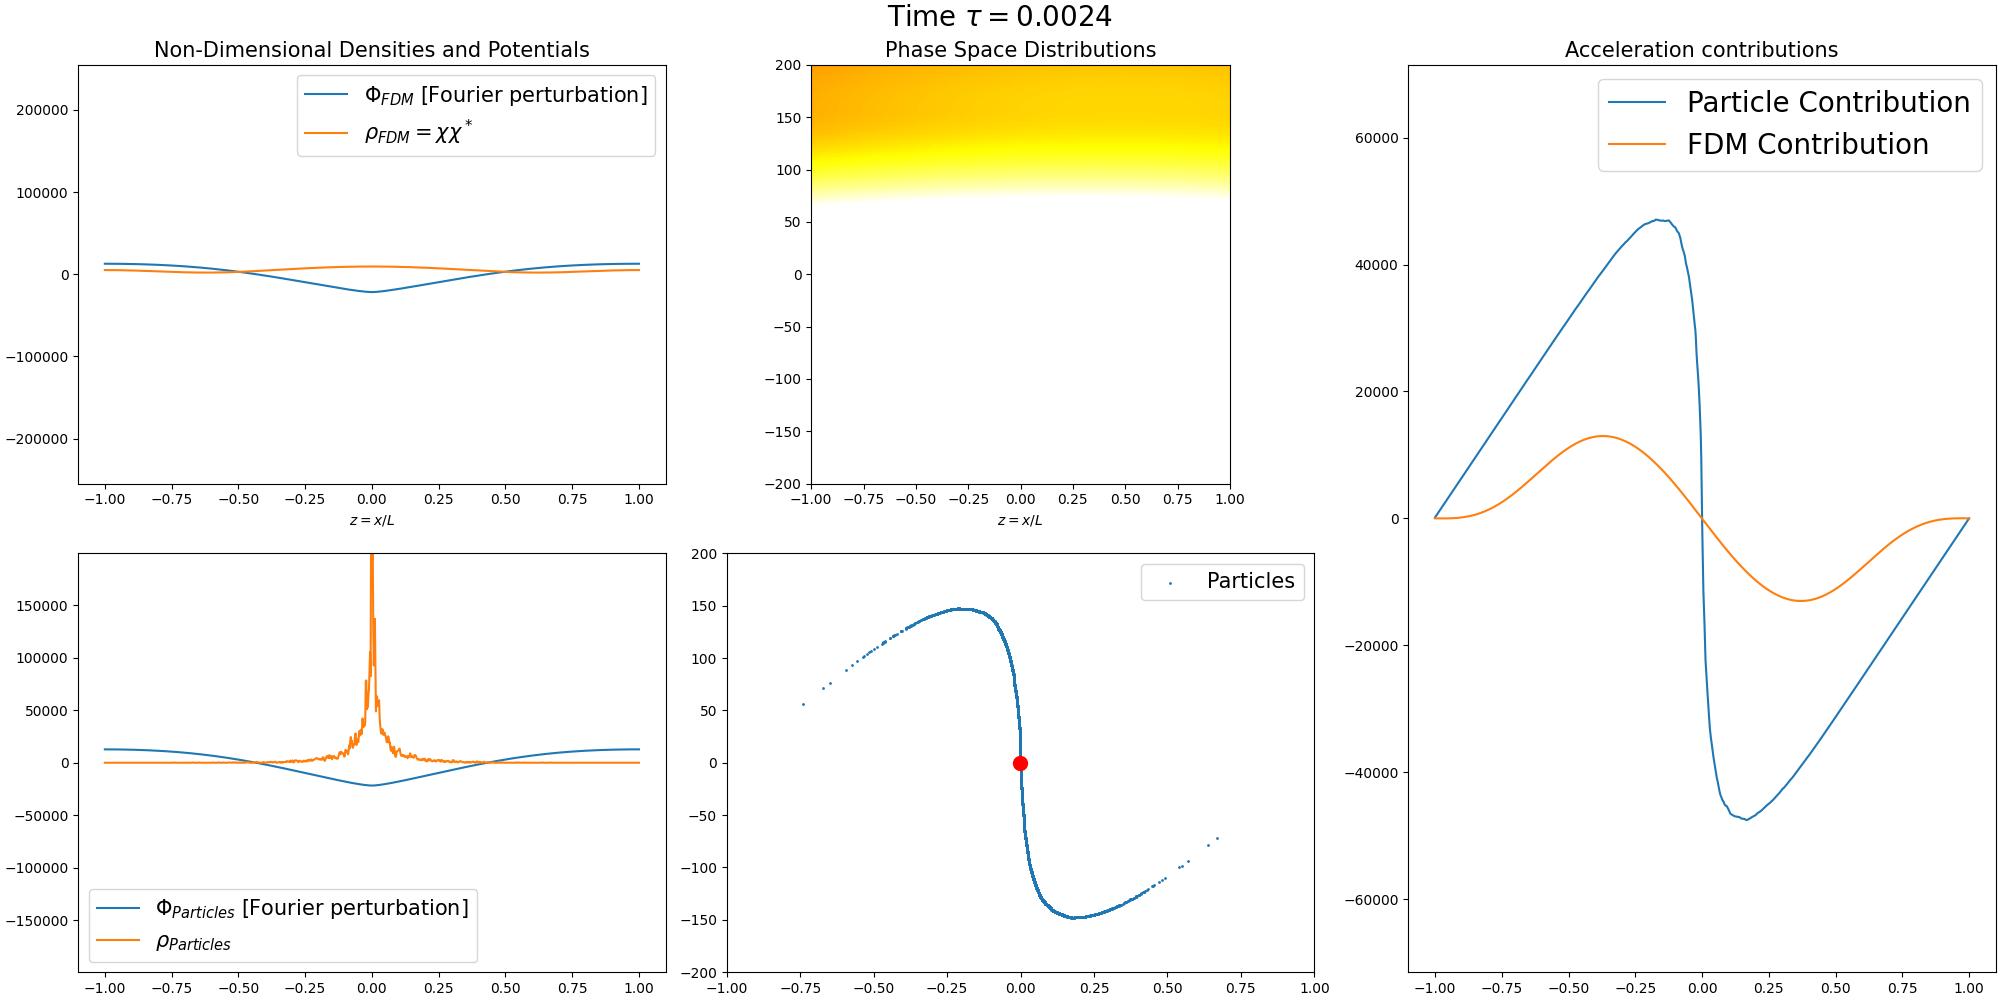 Time τ = 0.0024
Non-Dimensional Densities and Potentials
200000
100000
0
−100000
−200000
Φ_FDM [Fourier perturbation]
ρ_FDM = χχ*
−1.00 −0.75 −0.50 −0.25 0.00 0.25 0.50 0.75 1.00
z = x/L
Phase Space Distributions
200
150
100
50
0
−50
−100
−150
−200
−1.00 −0.75 −0.50 −0.25 0.00 0.25 0.50 0.75 1.00
z = x/L
Acceleration contributions
Particle Contribution
FDM Contribution
60000
40000
20000
0
−20000
−40000
−60000
−1.00 −0.75 −0.50 −0.25 0.00 0.25 0.50 0.75 1.00
150000
100000
50000
0
−50000
−100000
−150000
Φ_Particles [Fourier perturbation]
ρ_Particles
−1.00 −0.75 −0.50 −0.25 0.00 0.25 0.50 0.75 1.00
Particles
200
150
100
50
0
−50
−100
−150
−200
−1.00 −0.75 −0.50 −0.25 0.00 0.25 0.50 0.75 1.00